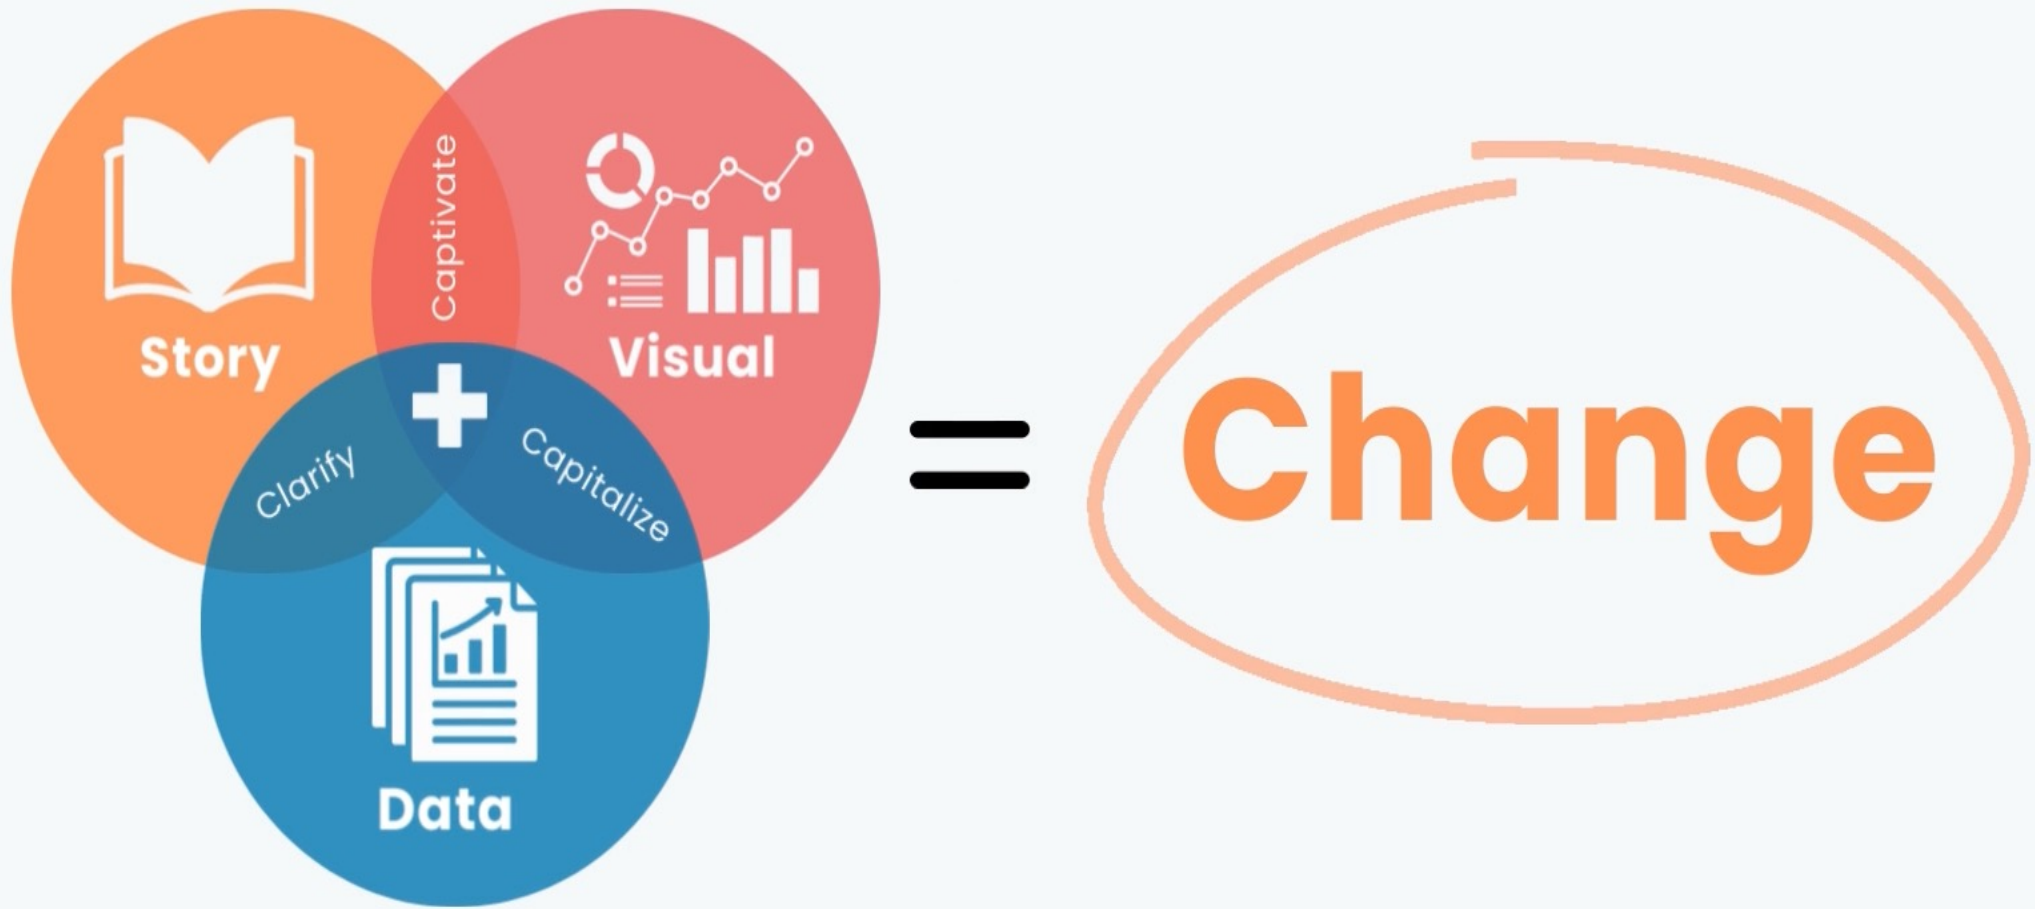 Captivate
Story
Visual
Clarify
Capitalize
Data
=
Change